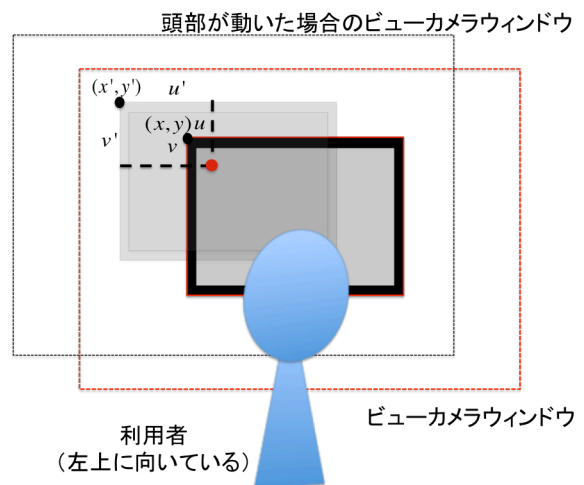 頭部が動いた場合のビューカメラウィンドウ
(x',y') u'
(x,y)u
v'
v
ビューカメラウィンドウ
利用者
(左上に向いている)